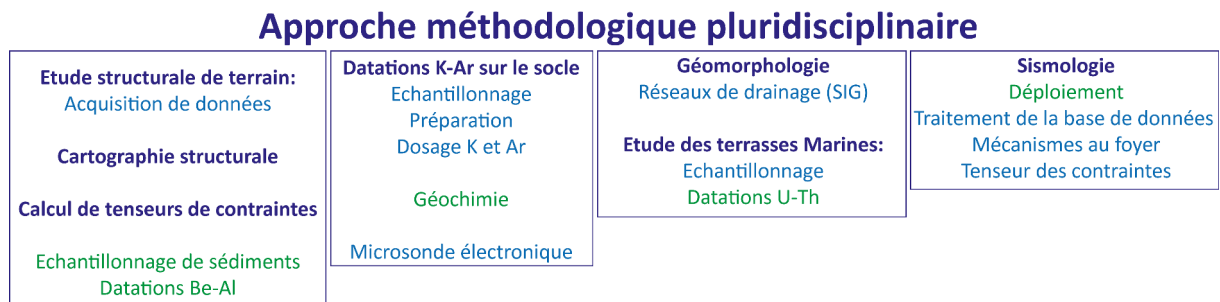 Approche méthodologique pluridisciplinaire
Etude structurale de terrain:
Acquisition de données
Cartographie structurale
Calcul de tenseurs de contraintes
Echantillonnage de sédiments
Datations Be-Al
Datations K-Ar sur le socle
Echantillonnage
Préparation
Dosage K et Ar
Géochimie
Microsonde électronique
Géomorphologie
Réseaux de drainage (SIG)
Etude des terrasses Marines:
Echantillonnage
Datations U-Th
Sismologie
Déploiement
Traitement de la base de données
Mécanismes au foyer
Tenseur des contraintes